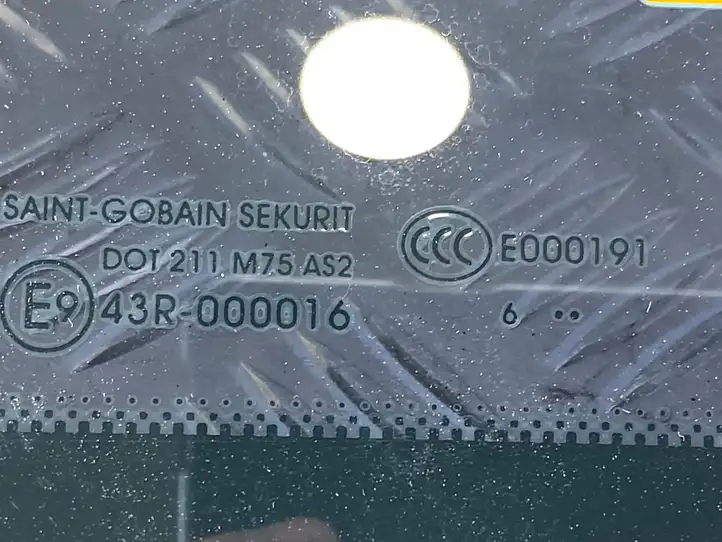 SAINT-GOBAIN SEKURIT
DOT 211 M75 AS2
E9 43R-000016
CCC E000191
6 ..